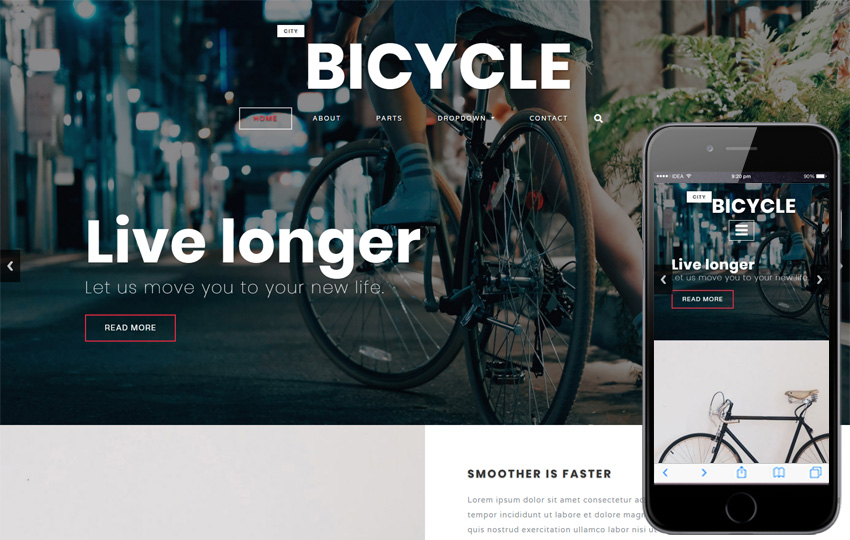 CITY
BICYCLE
HOME ABOUT PARTS DROPDOWN CONTACT
Live longer
Let us move you to your new life.
READ MORE
SMOOTHER IS FASTER
Lorem ipsum dolor sit amet consectetur
tempor incididunt ut labore et dolore
quis nostrud exercitation ullamco labor nisi
CKA 9:20 pm 90%
CITY
BICYCLE
Live longer
Let us move you to your new life.
READ MORE